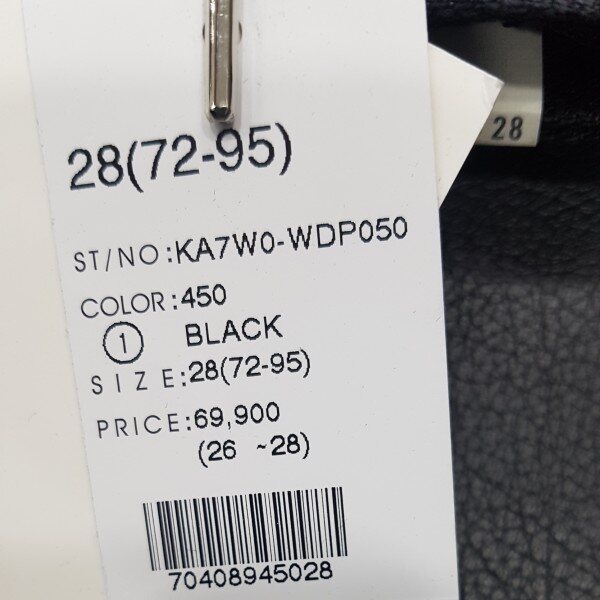 28(72-95)
28
ST/NO:KA7W0-WDP050
COLOR:450
1 BLACK
SIZE:28(72-95)
PRICE:69,900
(26 ~28)
70408945028